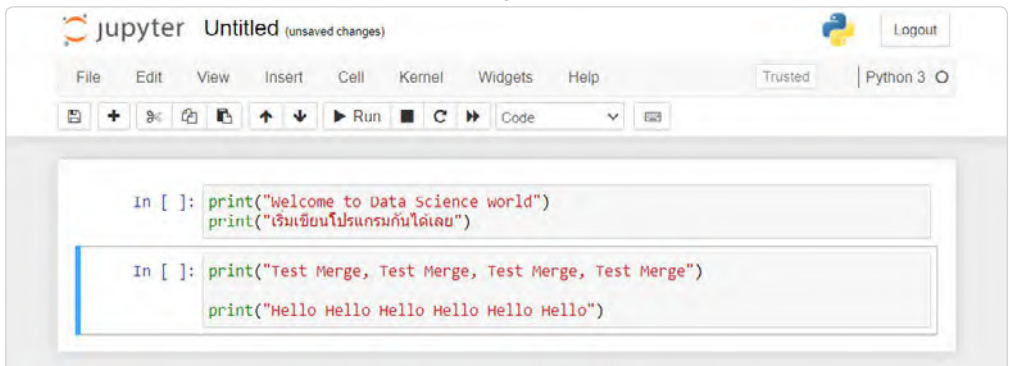 jupyter Untitled (unsaved changes) Logout
File Edit View Insert Cell Kernel Widgets Help Trusted Python 3
Run Code
In [ ]: print("Welcome to Data Science world")
print("เริ่มเขียนโปรแกรมกันได้เลย")
In [ ]: print("Test Merge, Test Merge, Test Merge, Test Merge")
print("Hello Hello Hello Hello Hello Hello")